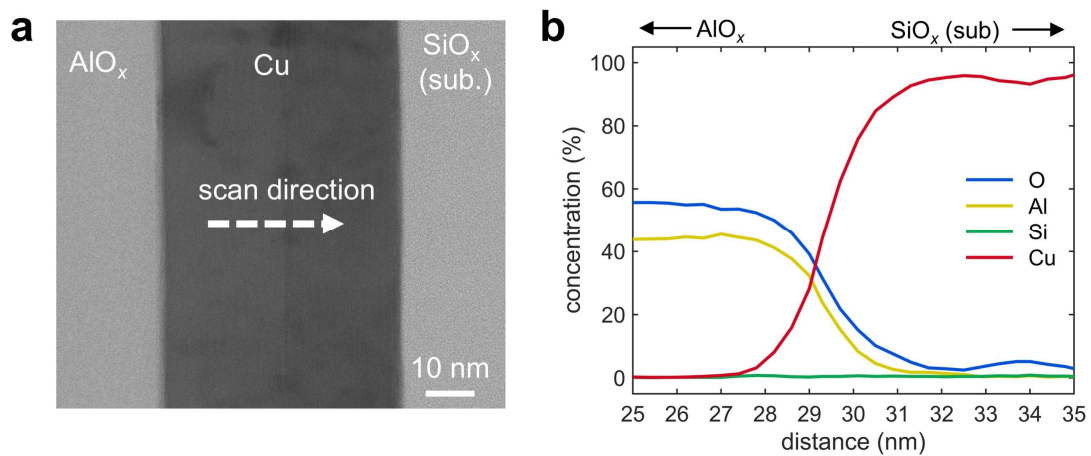 a
AlOx
Cu
SiOx
(sub.)
scan direction
10 nm
b
AlOx
SiOx (sub)
concentration (%)
100
80
60
40
20
0
O
Al
Si
Cu
25 26 27 28 29 30 31 32 33 34 35
distance (nm)